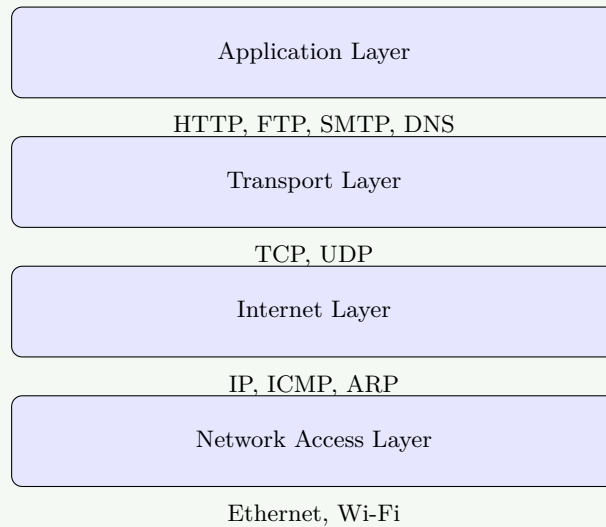 Application Layer
HTTP, FTP, SMTP, DNS
Transport Layer
TCP, UDP
Internet Layer
IP, ICMP, ARP
Network Access Layer
Ethernet, Wi-Fi